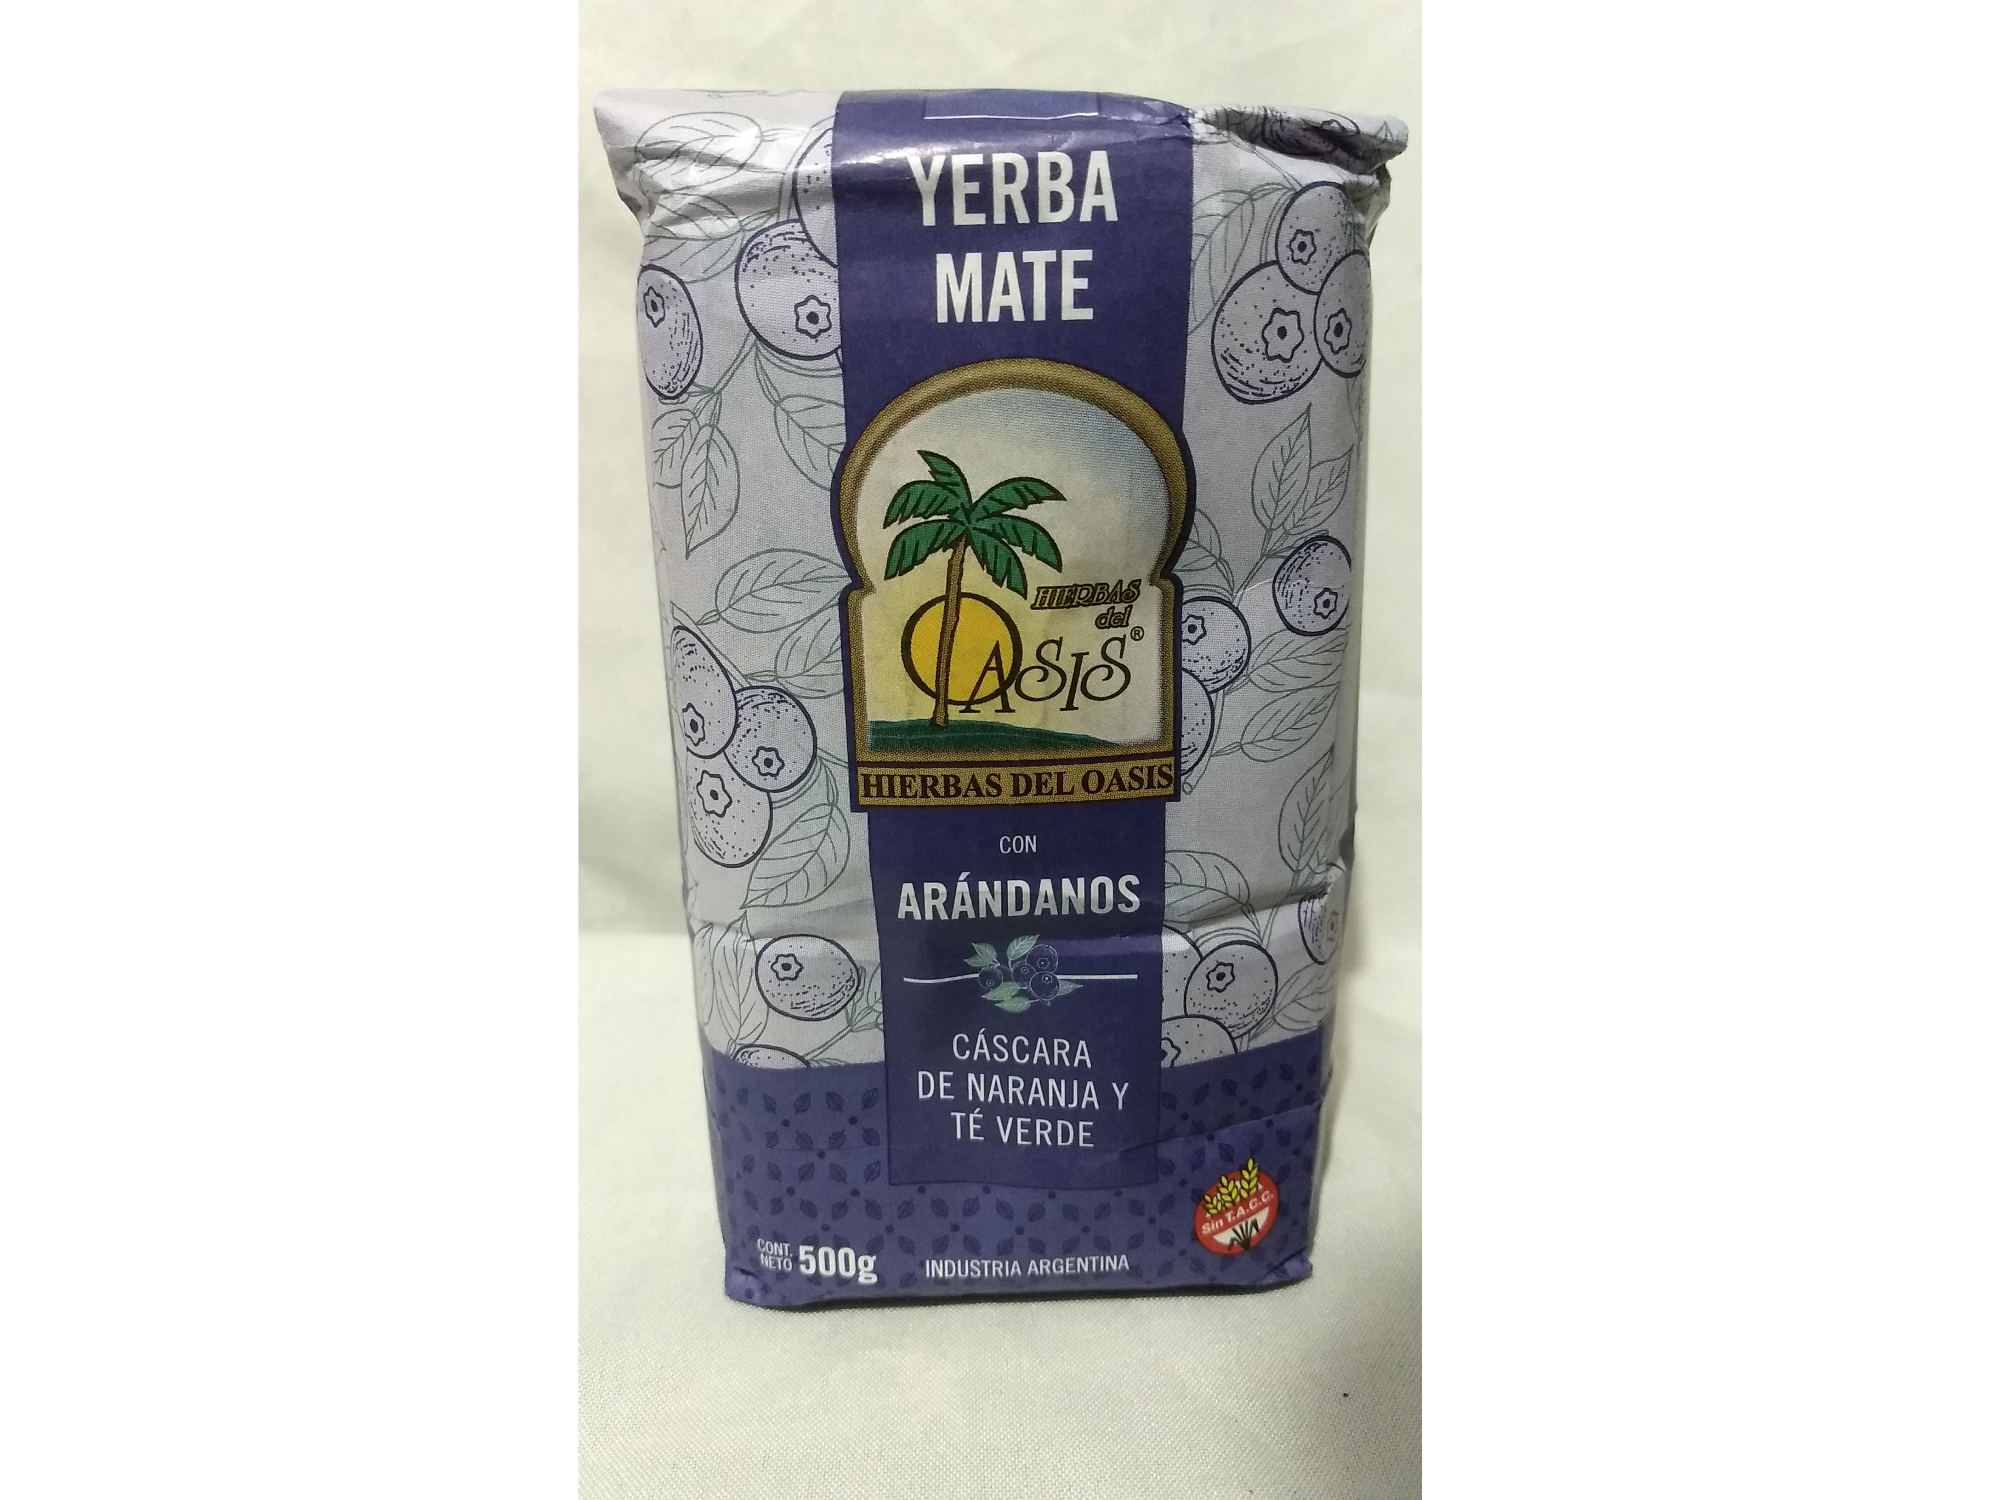 YERBA
MATE
HIERBAS
del
OASIS®
HIERBAS DEL OASIS
CON
ARÁNDANOS
CÁSCARA
DE NARANJA Y
TÉ VERDE
Sin T.A.C.C.
CONT.
NETO 500g
INDUSTRIA ARGENTINA